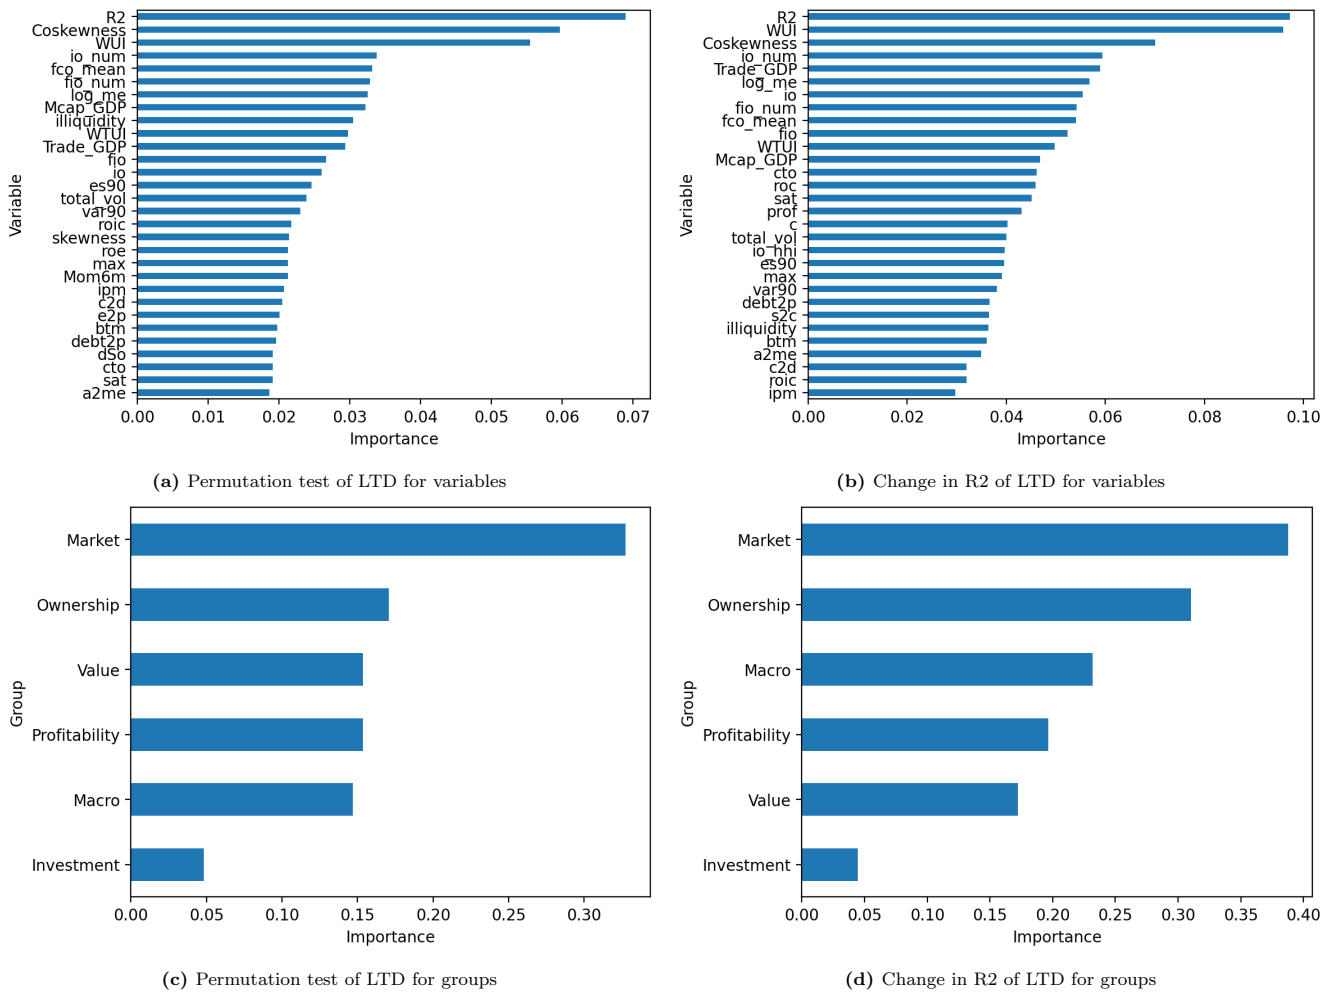 Variable
R2
Coskewness
WUI
io_num
fco_mean
fio_num
log_me
Mcap_GDP
illiquidity
WTUI
Trade_GDP
fio
io
es90
total_vol
var90
roic
skewness
roe
max
Mom6m
ipm
c2d
e2p
btm
debt2p
dSo
cto
sat
a2me
0.00 0.01 0.02 0.03 0.04 0.05 0.06 0.07
Importance
(a) Permutation test of LTD for variables
Variable
R2
WUI
Coskewness
io_num
Trade_GDP
log_me
io
fio_num
fco_mean
fio
WTUI
Mcap_GDP
cto
roc
sat
prof
c
total_vol
io_hhi
es90
max
var90
debt2p
s2c
illiquidity
btm
a2me
c2d
roic
ipm
0.00 0.02 0.04 0.06 0.08 0.10
Importance
(b) Change in R2 of LTD for variables
Group
Market
Ownership
Value
Profitability
Macro
Investment
0.00 0.05 0.10 0.15 0.20 0.25 0.30
Importance
(c) Permutation test of LTD for groups
Group
Market
Ownership
Macro
Profitability
Value
Investment
0.00 0.05 0.10 0.15 0.20 0.25 0.30 0.35 0.40
Importance
(d) Change in R2 of LTD for groups